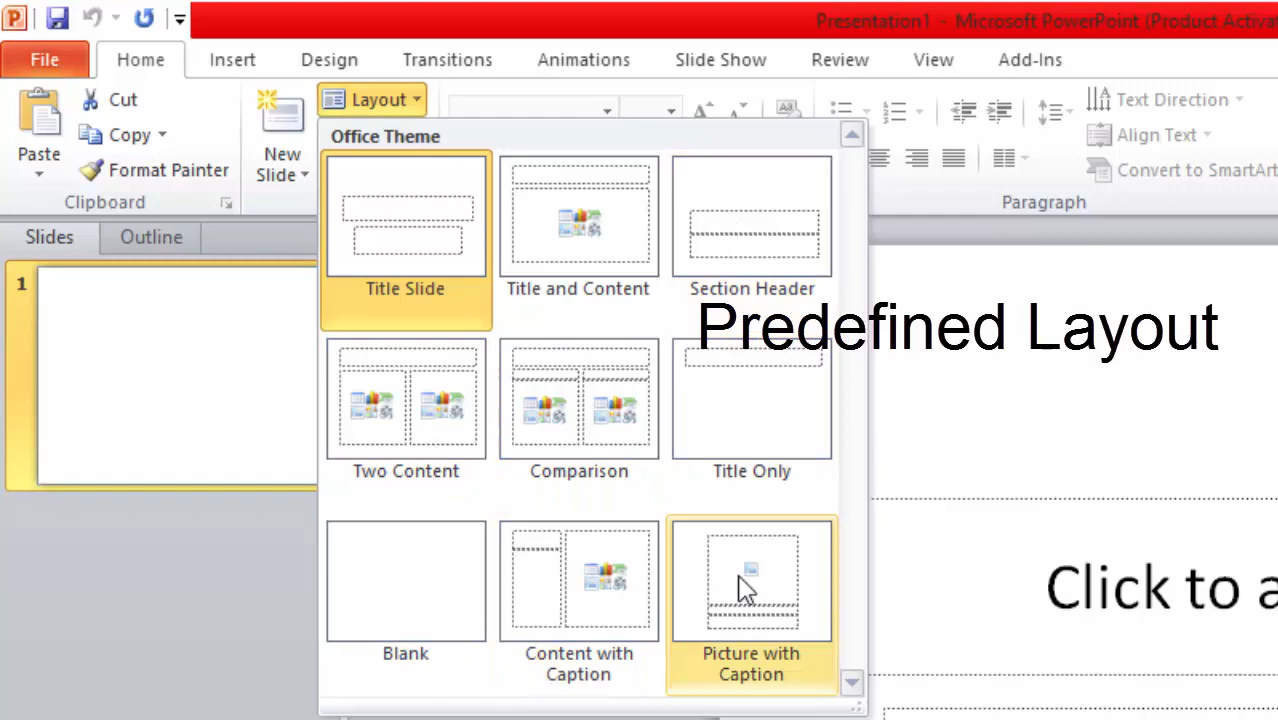 Presentation1 - Microsoft PowerPoint (Product Activa
File Home Insert Design Transitions Animations Slide Show Review View Add-Ins
Cut
Copy
Format Painter
Paste
Clipboard
New
Slide
Layout
Text Direction
Align Text
Convert to SmartArt
Paragraph
Slides Outline
1
Office Theme
Title Slide Title and Content Section Header
Predefined Layout
Two Content Comparison Title Only
Blank Content with Caption Picture with Caption
Click to a